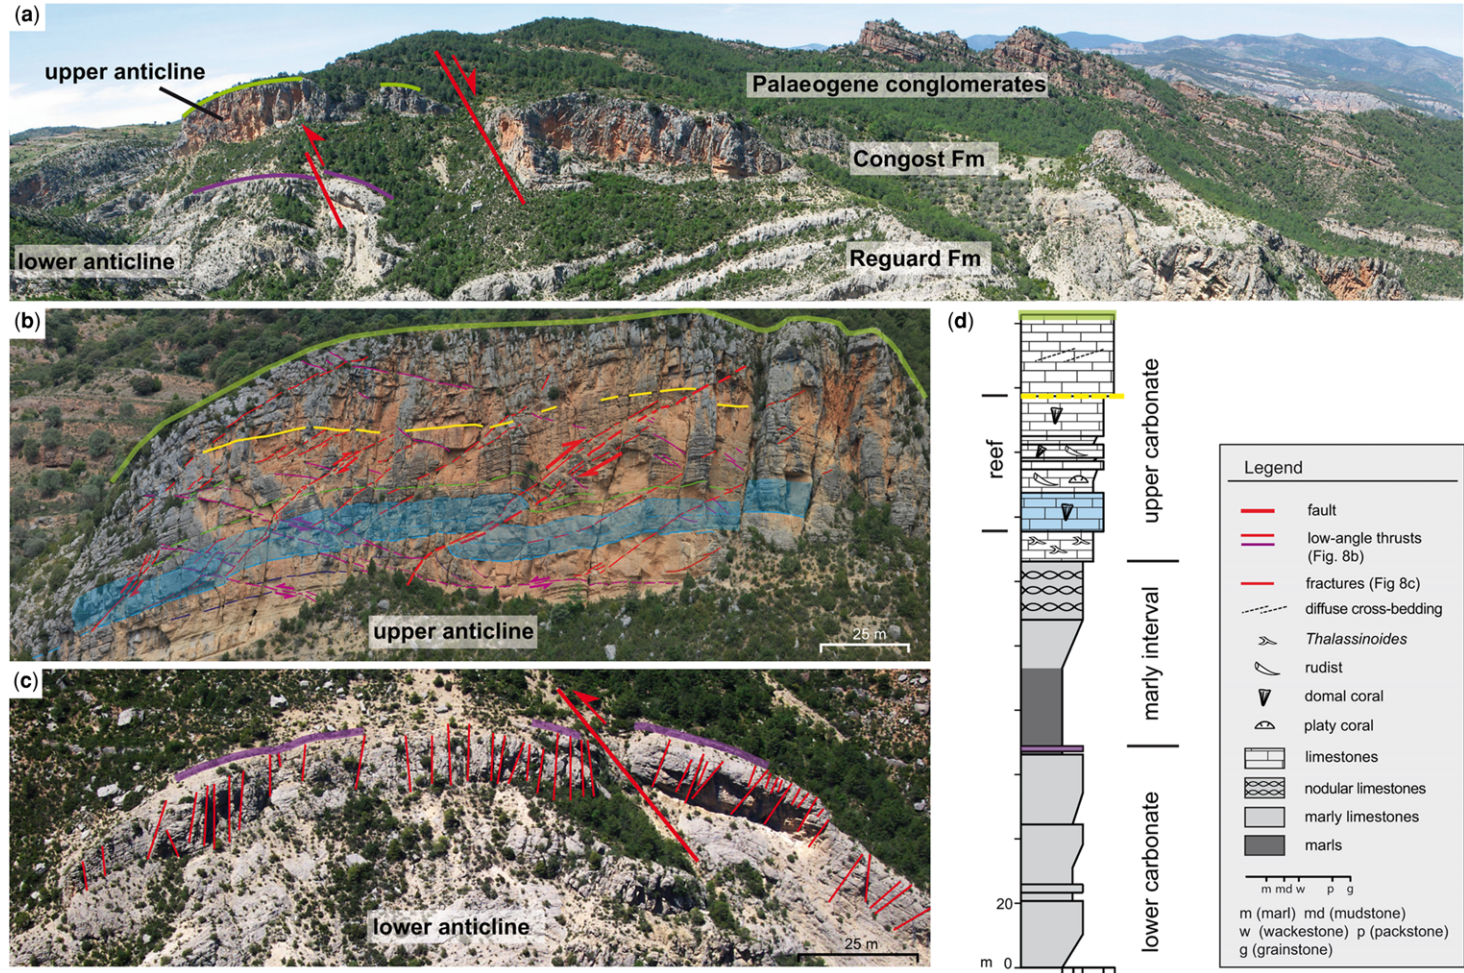 (a)
upper anticline
Palaeogene conglomerates
Congost Fm
lower anticline
Reguard Fm
(b)
upper anticline
25 m
(c)
lower anticline
25 m
(d)
reef
upper carbonate
marly interval
lower carbonate
20
m 0
Legend
fault
low-angle thrusts
(Fig. 8b)
fractures (Fig 8c)
diffuse cross-bedding
Thalassinoides
rudist
domal coral
platy coral
limestones
nodular limestones
marly limestones
marls
m md w p g
m (marl) md (mudstone)
w (wackestone) p (packstone)
g (grainstone)